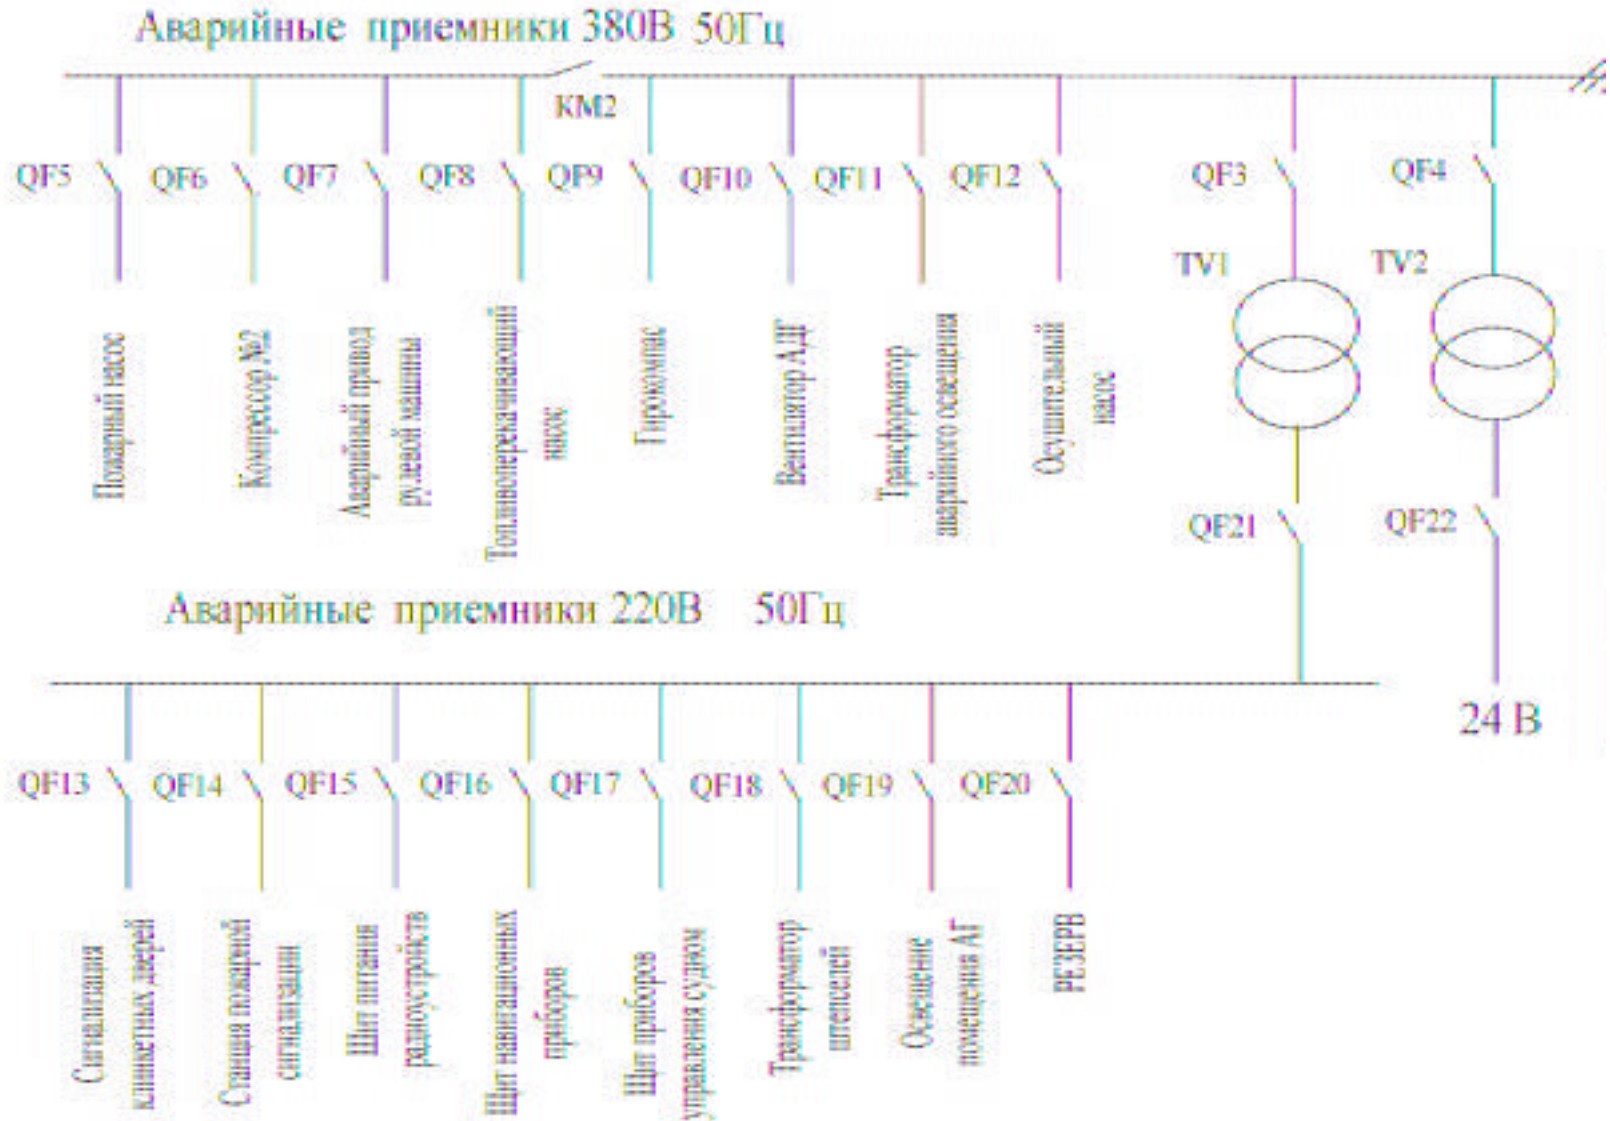 Аварийные приемники 380В 50Гц
КМ2
QF5
QF6
QF7
QF8
QF9
QF10
QF11
QF12
QF3
QF4
TV1
TV2
Пожарный насос
Компрессор №2
Аварийный привод
рулевой машины
Топливоперекачивающий
насос
Гирокомпас
Вентилятор АДГ
Трансформатор
аварийного освещения
Осушительный
насос
QF21
QF22
Аварийные приемники 220В 50Гц
24 В
QF13
QF14
QF15
QF16
QF17
QF18
QF19
QF20
Сигнализация
клинкетных дверей
Станция пожарной
сигнализации
Щит питания
радиоустройств
Щит навигационных
приборов
Щит приборов
управления судном
Трансформатор
штепселей
Освещение
помещения АГ
РЕЗЕРВ